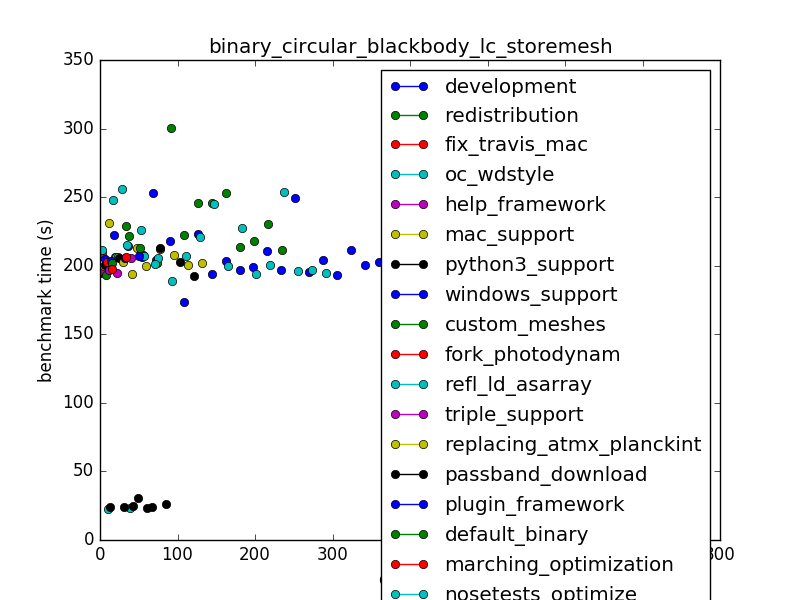 binary_circular_blackbody_lc_storemesh
benchmark time (s)
350
300
250
200
150
100
50
0
0 100 200 300 800
development
redistribution
fix_travis_mac
oc_wdstyle
help_framework
mac_support
python3_support
windows_support
custom_meshes
fork_photodynam
refl_ld_asarray
triple_support
replacing_atmx_planckint
passband_download
plugin_framework
default_binary
marching_optimization
nosetests_optimize